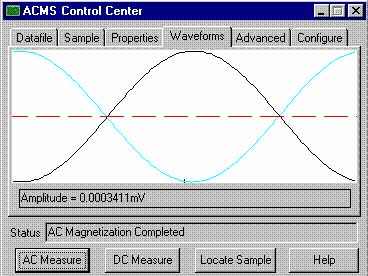 ACMS Control Center
Datafile Sample Properties Waveforms Advanced Configure
Amplitude = 0.0003411mV
Status AC Magnetization Completed
AC Measure DC Measure Locate Sample Help